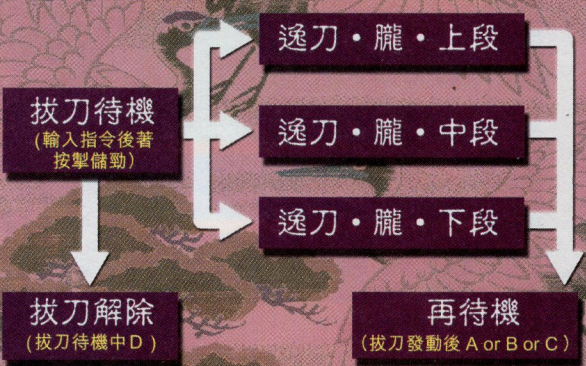 逸刀・朧・上段
拔刀待機
(輸入指令後著
按掣儲勁)
逸刀・朧・中段
逸刀・朧・下段
拔刀解除
(拔刀待機中D)
再待機
(拔刀發動後 A or B or C)